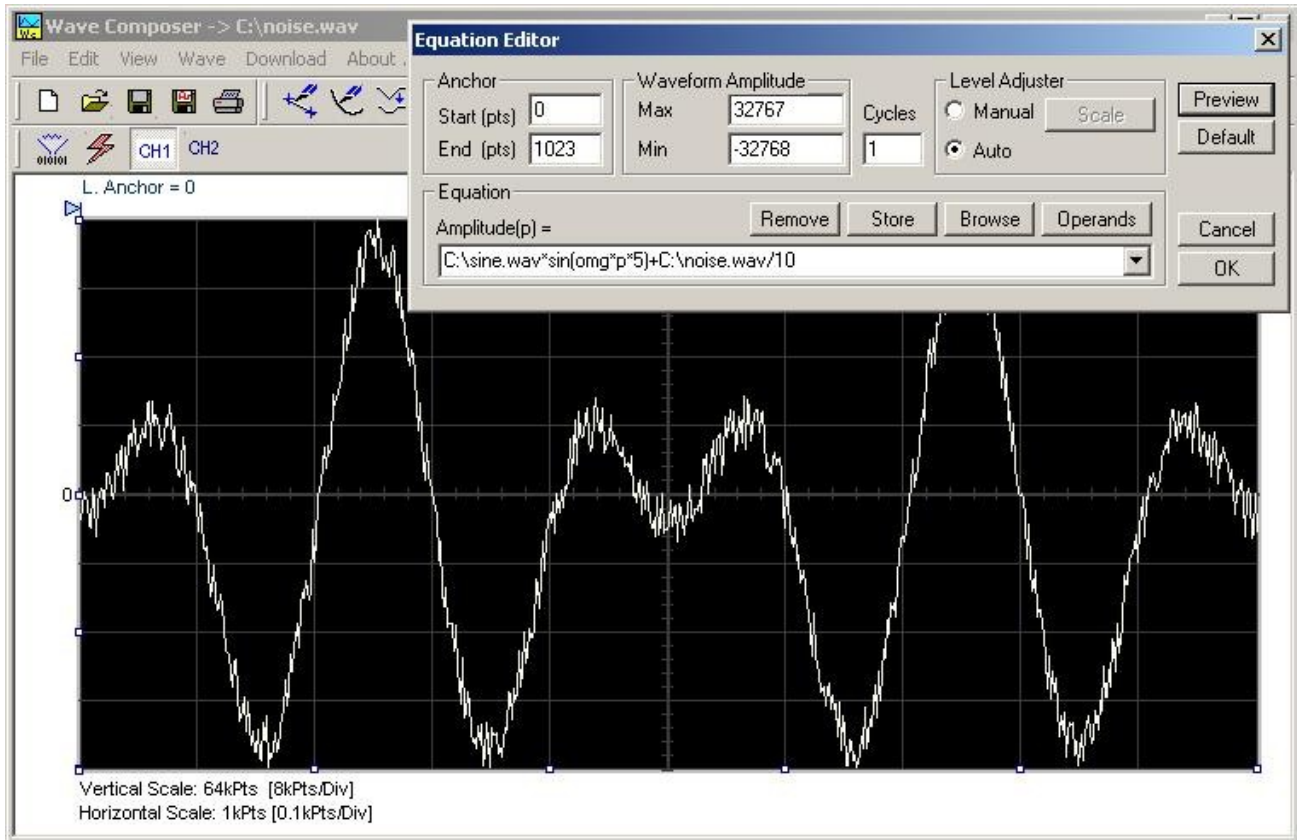 Wave Composer -> C:\noise.wav
File Edit View Wave Download About
CH1 CH2
Equation Editor
Anchor
Start (pts) 0
End (pts) 1023
Waveform Amplitude
Max 32767
Min -32768
Cycles
1
Level Adjuster
Manual Scale
Auto
Preview
Default
Equation
Amplitude(p) =
Remove Store Browse Operands
C:\sine.wav*sin(omg*p*5)+C:\noise.wav/10
Cancel
OK
L. Anchor = 0
0
Vertical Scale: 64kPts [8kPts/Div]
Horizontal Scale: 1kPts [0.1kPts/Div]